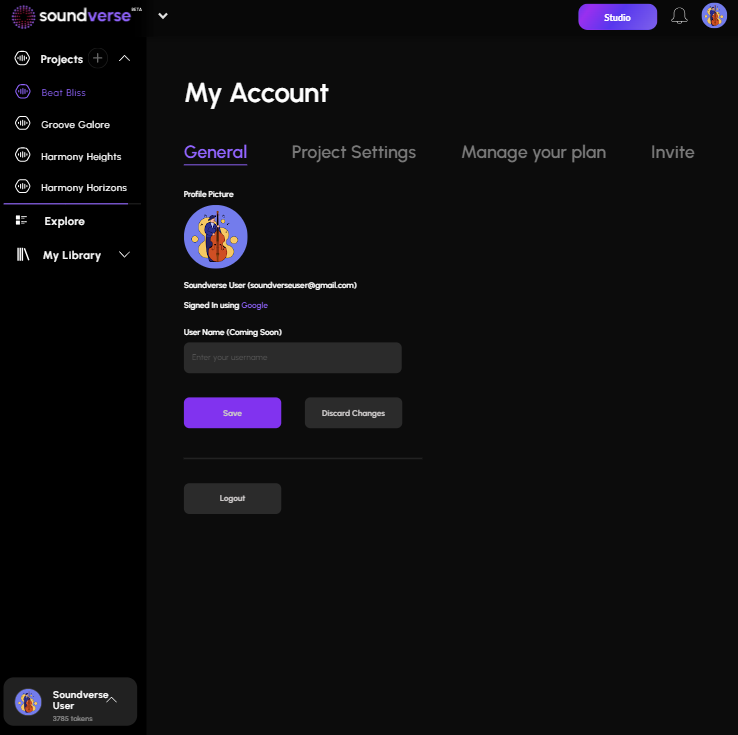 soundverse BETA
Studio
Projects
Beat Bliss
Groove Galore
Harmony Heights
Harmony Horizons
Explore
My Library
My Account
General Project Settings Manage your plan Invite
Profile Picture
Soundverse User (soundverseuser@gmail.com)
Signed In using Google
User Name (Coming Soon)
Enter your username
Save Discard Changes
Logout
Soundverse
User
3785 tokens